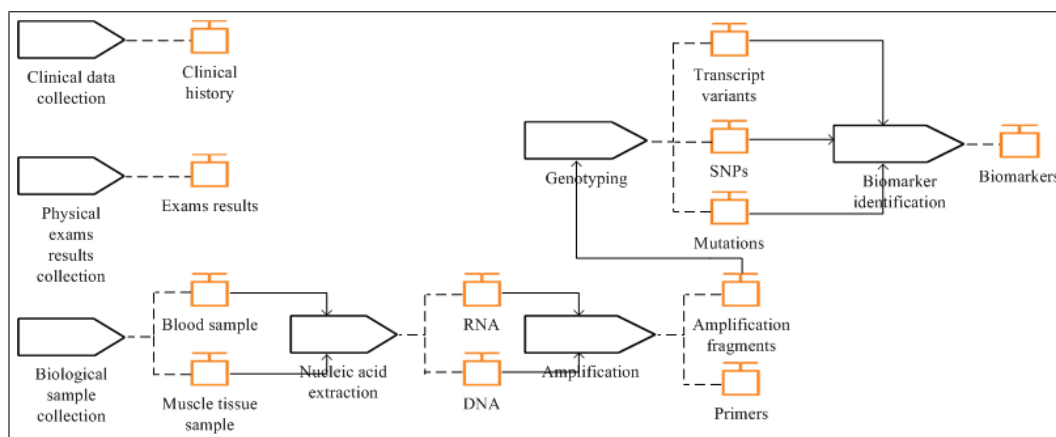 Clinical data
collection
Clinical
history
Transcript
variants
Physical
exams
results
collection
Exams results
Genotyping
SNPs
Mutations
Biomarker
identification
Biomarkers
Biological
sample
collection
Blood sample
Muscle tissue
sample
Nucleic acid
extraction
RNA
DNA
Amplification
Amplification
fragments
Primers